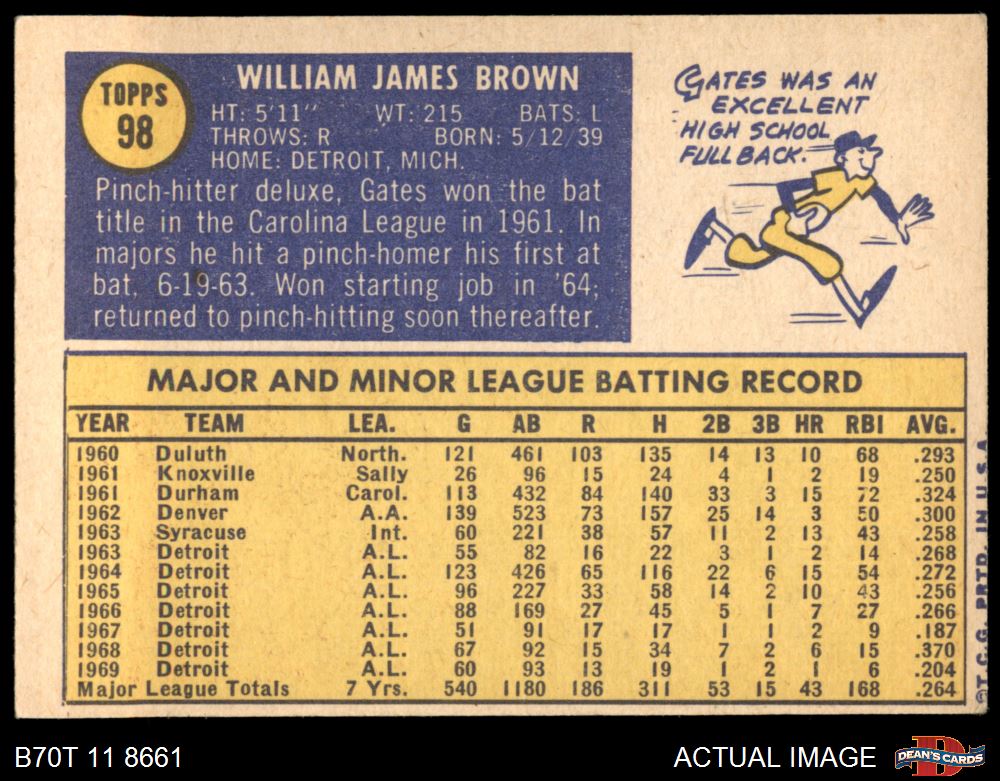 TOPPS
98
WILLIAM JAMES BROWN
HT: 5'11" WT: 215 BATS: L
THROWS: R BORN: 5/12/39
HOME: DETROIT, MICH.
Pinch-hitter deluxe, Gates won the bat
title in the Carolina League in 1961. In
majors he hit a pinch-homer his first at
bat, 6-19-63. Won starting job in '64;
returned to pinch-hitting soon thereafter.
GATES WAS AN
EXCELLENT
HIGH SCHOOL
FULL BACK.
MAJOR AND MINOR LEAGUE BATTING RECORD
YEAR TEAM LEA. G AB R H 2B 3B HR RBI AVG.
1960 Duluth North. 121 461 103 135 14 13 10 68 .293
1961 Knoxville Sally 26 96 15 24 4 1 2 19 .250
1961 Durham Carol. 113 432 84 140 33 3 15 72 .324
1962 Denver A.A. 139 523 73 157 25 14 3 50 .300
1963 Syracuse Int. 60 221 38 57 11 2 13 43 .258
1963 Detroit A.L. 55 82 16 22 3 1 2 14 .268
1964 Detroit A.L. 123 426 65 116 22 6 15 54 .272
1965 Detroit A.L. 96 227 33 58 14 2 10 43 .256
1966 Detroit A.L. 88 169 27 45 5 1 7 27 .266
1967 Detroit A.L. 51 91 17 17 1 1 2 9 .187
1968 Detroit A.L. 67 92 15 34 7 2 6 15 .370
1969 Detroit A.L. 60 93 13 19 1 2 1 6 .204
Major League Totals 7 Yrs. 540 1180 186 311 53 15 43 168 .264
©T.C.G. PRTD. IN U.S.A.
B70T 11 8661
ACTUAL IMAGE
D
DEAN'S CARDS